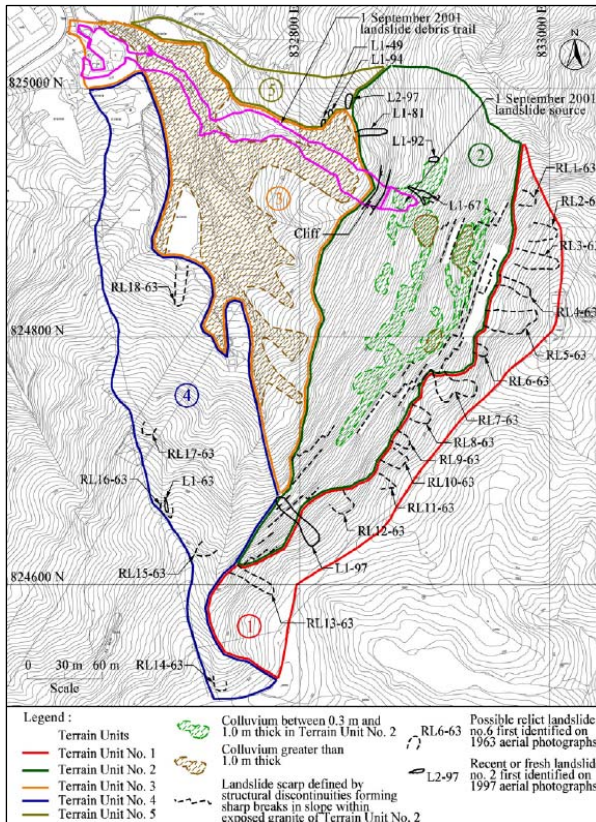 832800 E
833000 E
1 September 2001
landslide debris trail
L1-49
L1-94
L2-97
L1-81
825000 N
5
1 September 2001
landslide source
L1-92
2
RL1-63
RL2-6
RL3-63
3
Cliff
L1-67
RL18-63
RL4-63
824800 N
RL5-63
RL6-63
4
RL7-63
RL17-63
RL8-63
RL9-63
RL16-63
L1-63
RL10-63
RL11-63
RL12-63
RL15-63
L1-97
824600 N
RL13-63
1
RL14-63
0 30 m 60 m
Scale
Legend :
Terrain Units
Terrain Unit No. 1
Terrain Unit No. 2
Terrain Unit No. 3
Terrain Unit No. 4
Terrain Unit No. 5
Colluvium between 0.3 m and
1.0 m thick in Terrain Unit No. 2
Colluvium greater than
1.0 m thick
Landslide scarp defined by
structural discontinuities forming
sharp breaks in slope within
exposed granite of Terrain Unit No. 2
RL6-63
Possible relict landslide
no.6 first identified on
1963 aerial photographs
L2-97
Recent or fresh landslide
no. 2 first identified on
1997 aerial photographs